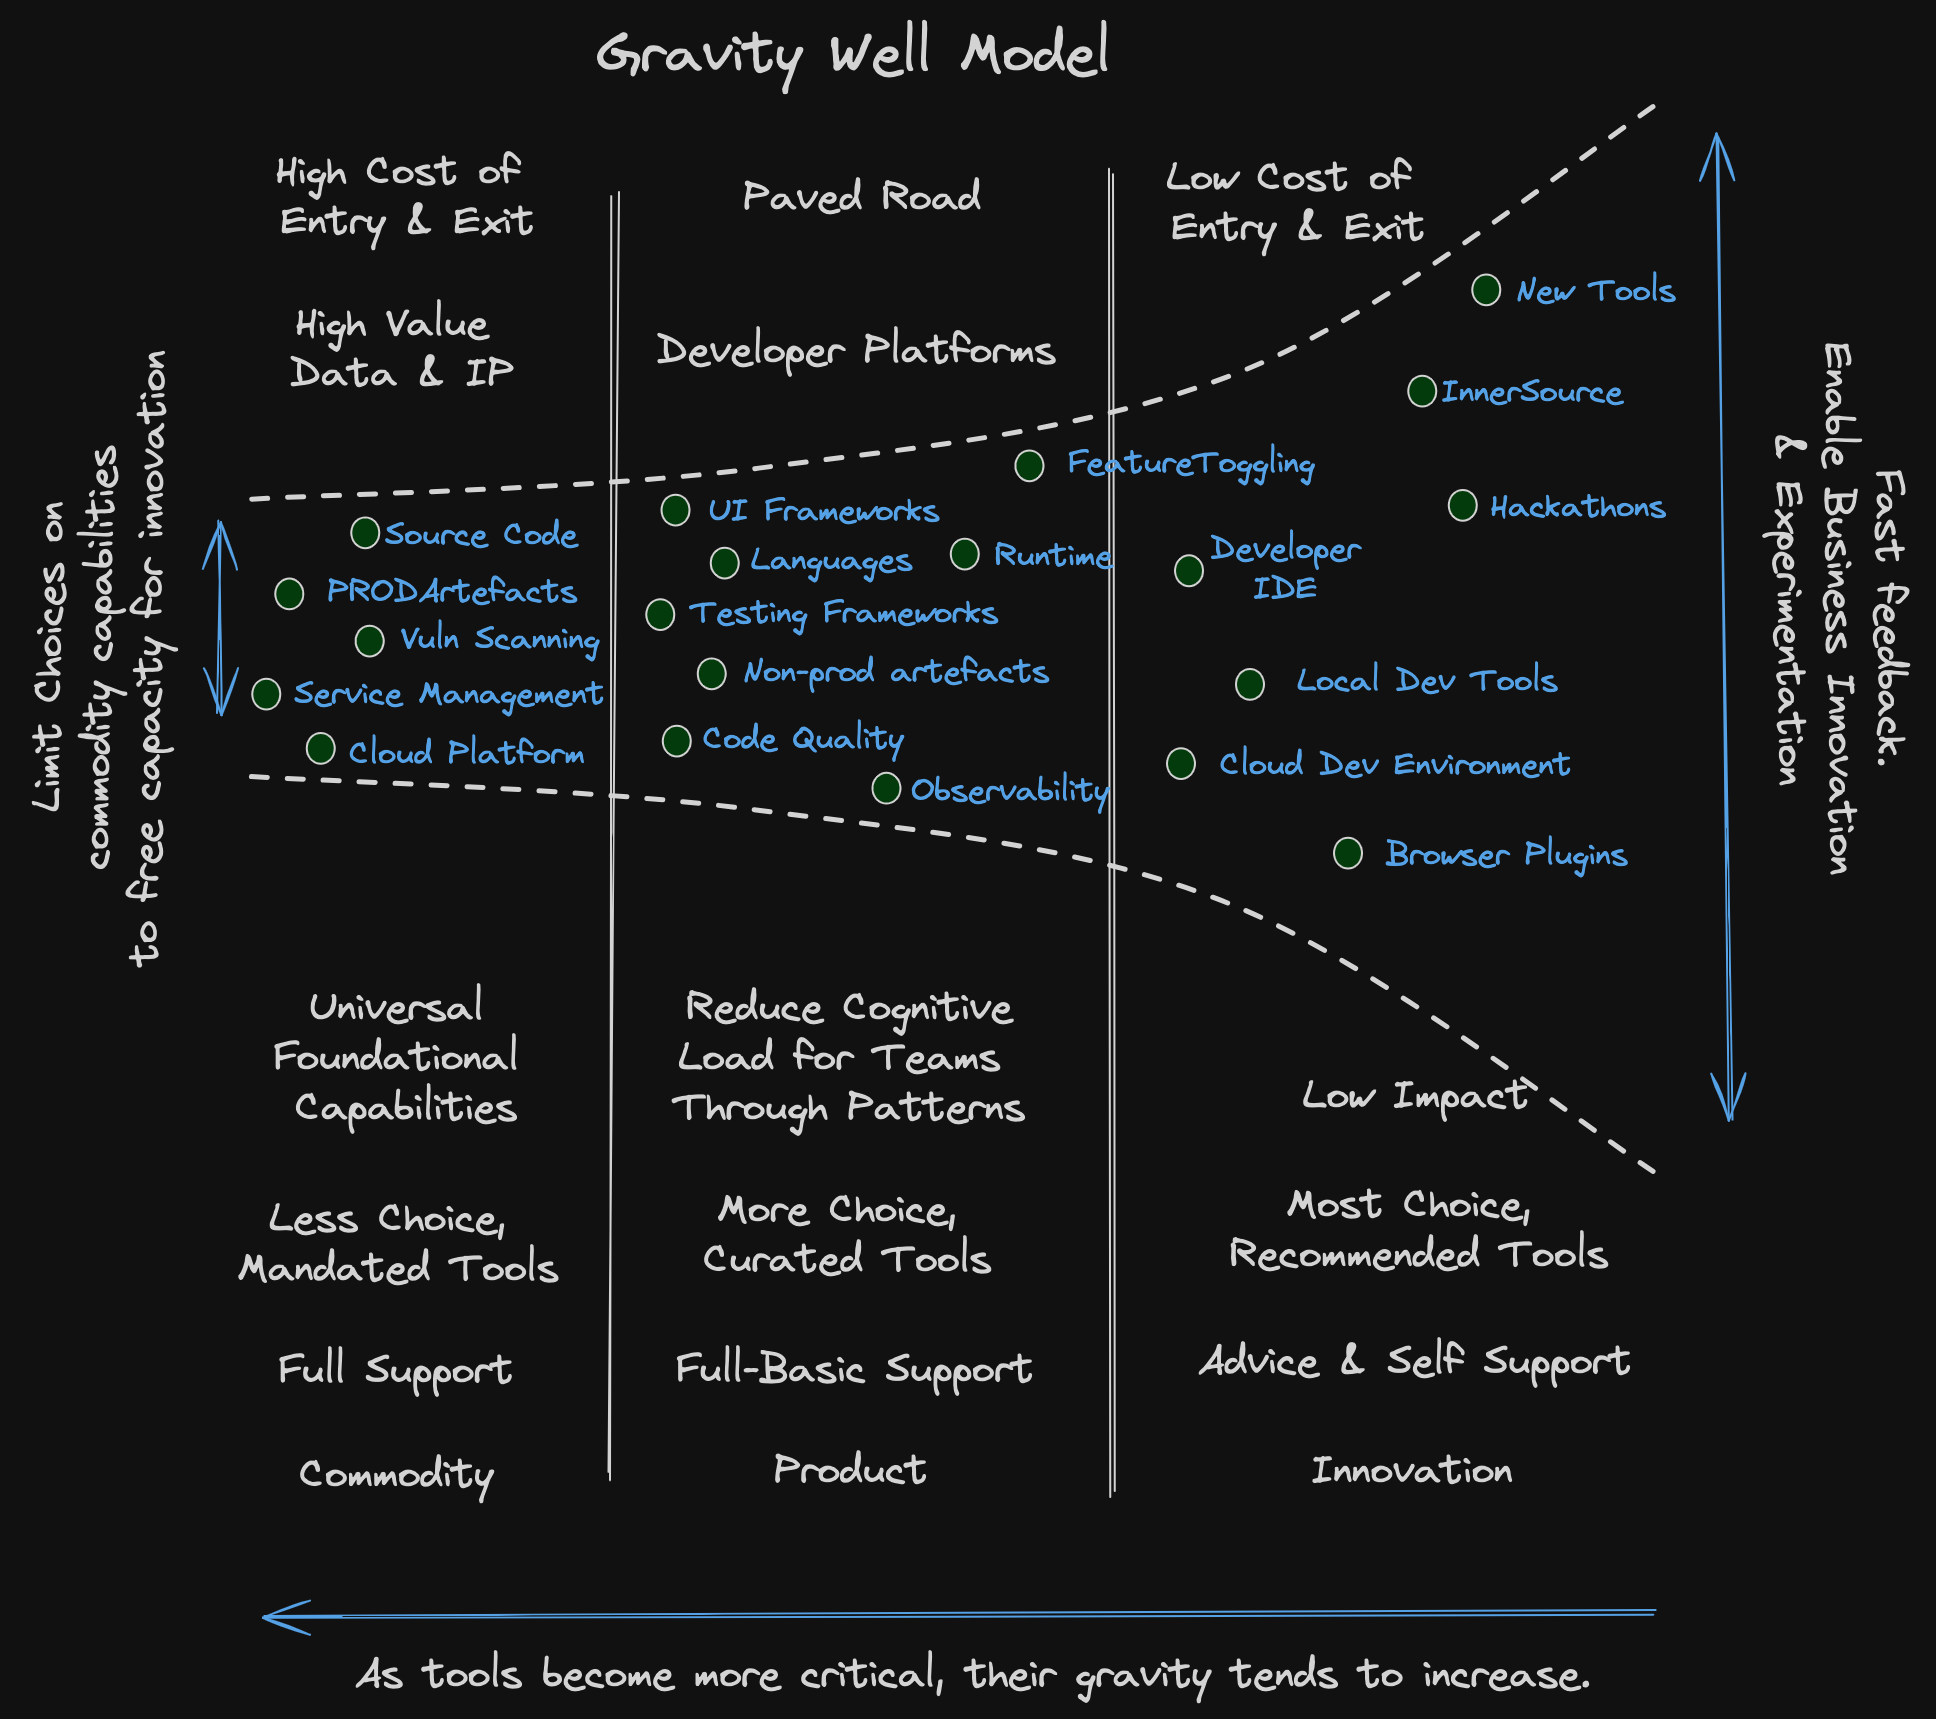 Gravity Well Model
High Cost of
Entry & Exit
High Value
Data & IP
Paved Road
Developer Platforms
Low Cost of
Entry & Exit
Limit Choices on
commodity capabilities
to free capacity for innovation
Source Code
PRODArtefacts
Vuln Scanning
Service Management
Cloud Platform
FeatureToggling
UI Frameworks
Languages
Runtime
Testing Frameworks
Non-prod artefacts
Code Quality
Observability
New Tools
InnerSource
Hackathons
Developer
IDE
Local Dev Tools
Cloud Dev Environment
Browser Plugins
Fast feedback.
Enable Business Innovation
& Experimentation
Universal
Foundational
Capabilities
Less Choice,
Mandated Tools
Full Support
Commodity
Reduce Cognitive
Load for Teams
Through Patterns
More Choice,
Curated Tools
Full-Basic Support
Product
Low Impact
Most Choice,
Recommended Tools
Advice & Self Support
Innovation
As tools become more critical, their gravity tends to increase.